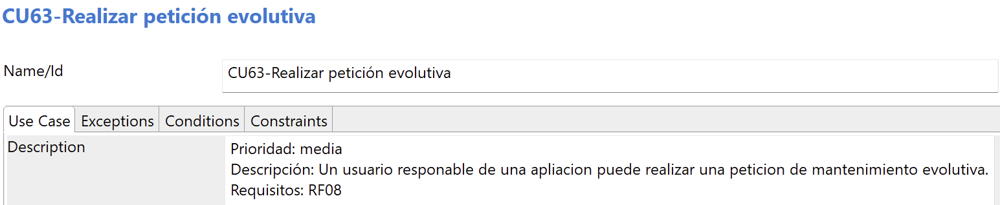 CU63-Realizar petición evolutiva
Name/Id
CU63-Realizar petición evolutiva
Use Case
Exceptions
Conditions
Constraints
Description
Prioridad: media
Descripción: Un usuario responable de una apliacion puede realizar una peticion de mantenimiento evolutiva.
Requisitos: RF08